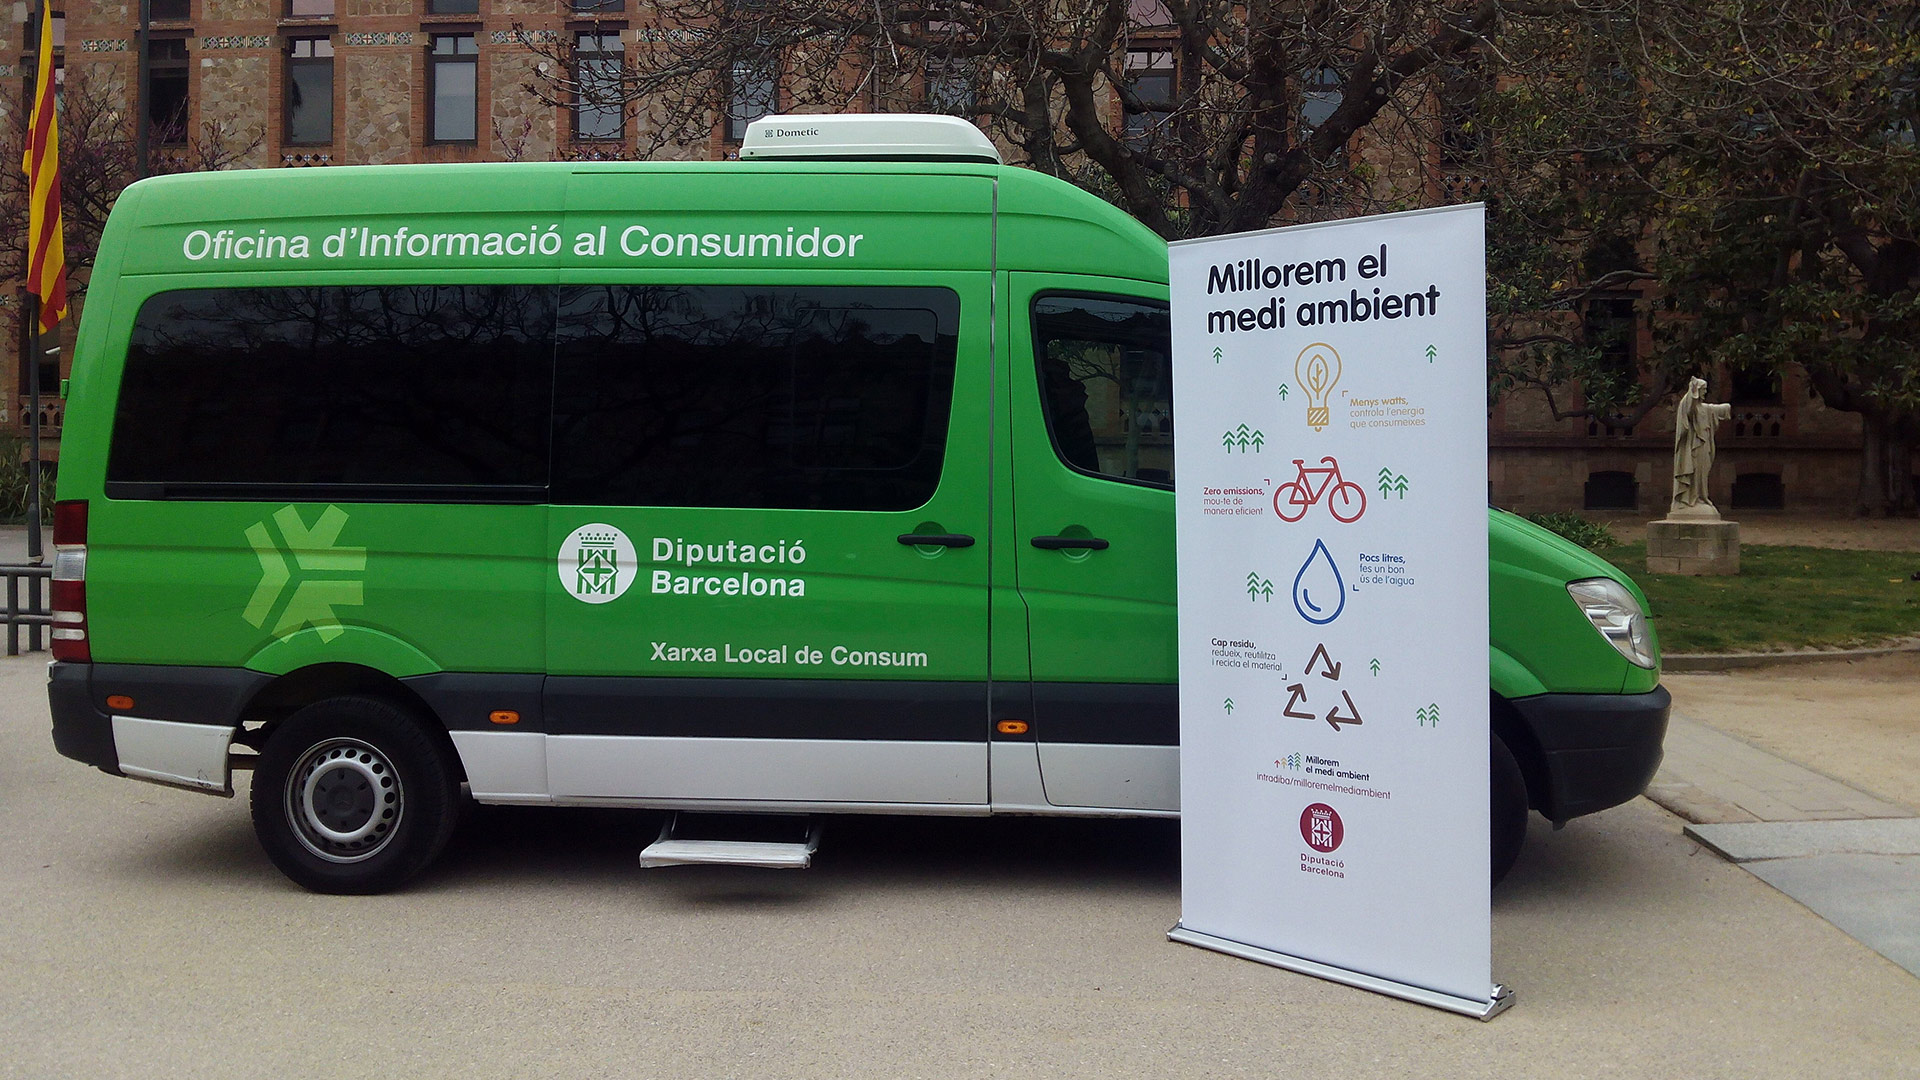 Dometic
Oficina d'Informació al Consumidor
Diputació
Barcelona
Xarxa Local de Consum
Millorem el
medi ambient
Menys watts,
controla l'energia
que consumeixes
Zero emissions,
mou-te de
manera eficient
Pocs litres,
fes un bon
ús de l'aigua
Cap residu,
redueix, reutilitza
i recicla el material
Millorem
el medi ambient
intradiba/milloremelmediambient
Diputació
Barcelona